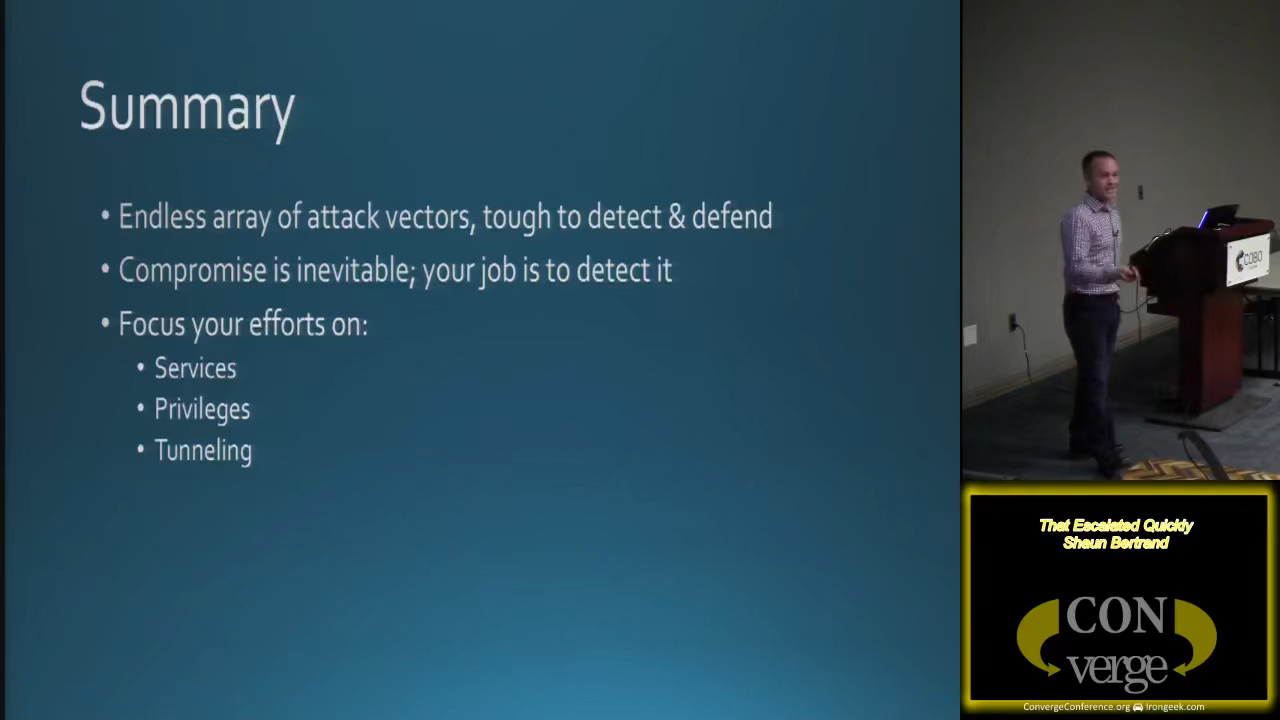 Summary
• Endless array of attack vectors, tough to detect & defend
• Compromise is inevitable; your job is to detect it
• Focus your efforts on:
• Services
• Privileges
• Tunneling
COBO
That Escalated Quickly
Shaun Bertrand
CON
verge
ConvergeConference.org Irongeek.com